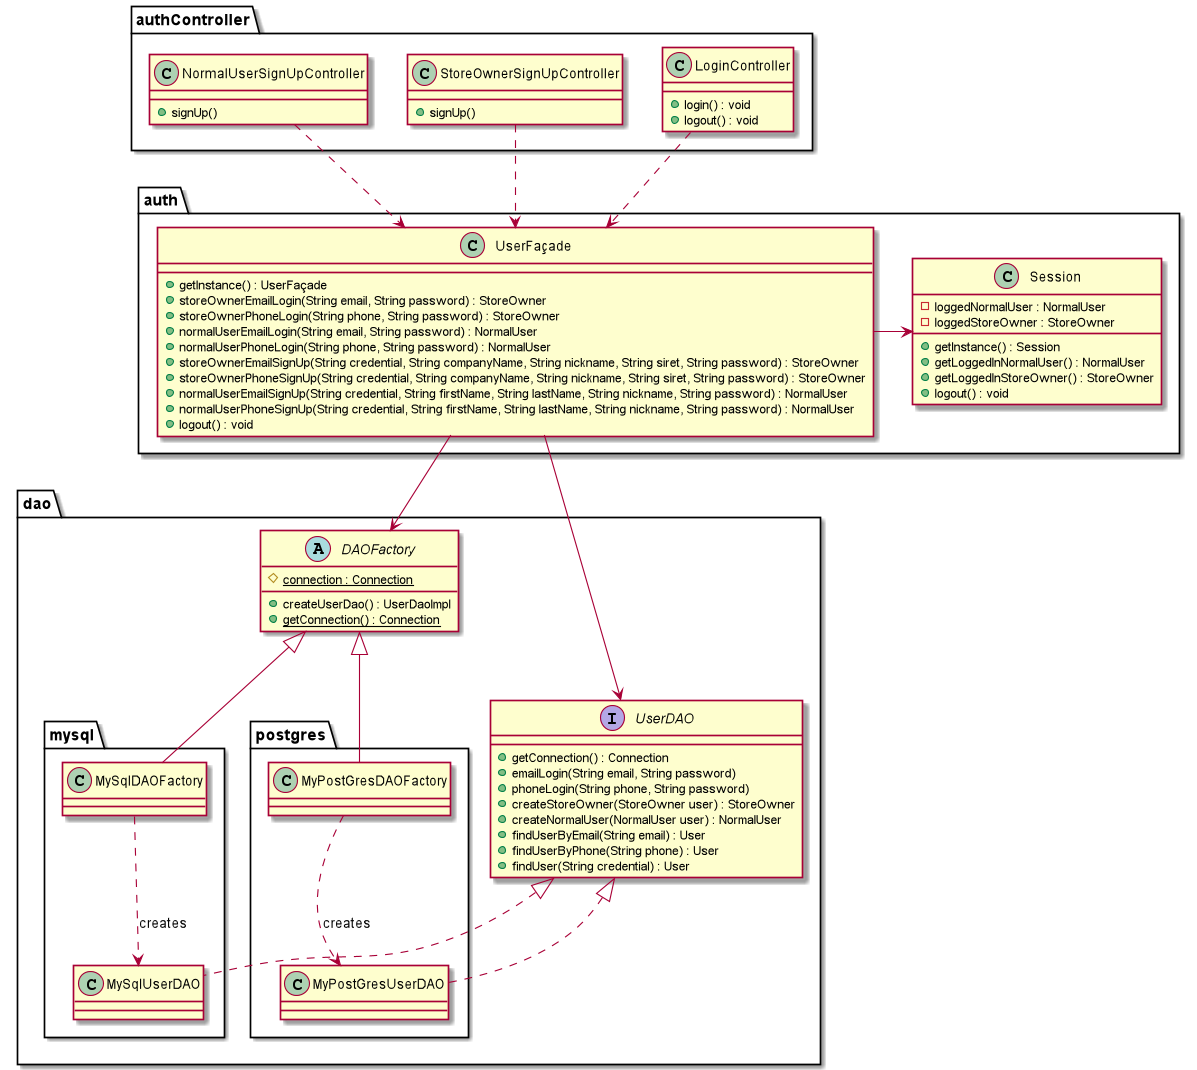 authController
C NormalUserSignUpController
signUp()
C StoreOwnerSignUpController
signUp()
C LoginController
login() : void
logout() : void
auth
C UserFaçade
getInstance() : UserFaçade
storeOwnerEmailLogin(String email, String password) : StoreOwner
storeOwnerPhoneLogin(String phone, String password) : StoreOwner
normalUserEmailLogin(String email, String password) : NormalUser
normalUserPhoneLogin(String phone, String password) : NormalUser
storeOwnerEmailSignUp(String credential, String companyName, String nickname, String siret, String password) : StoreOwner
storeOwnerPhoneSignUp(String credential, String companyName, String nickname, String siret, String password) : StoreOwner
normalUserEmailSignUp(String credential, String firstName, String lastName, String nickname, String password) : NormalUser
normalUserPhoneSignUp(String credential, String firstName, String lastName, String nickname, String password) : NormalUser
logout() : void
C Session
loggedNormalUser : NormalUser
loggedStoreOwner : StoreOwner
getInstance() : Session
getLoggedInNormalUser() : NormalUser
getLoggedInStoreOwner() : StoreOwner
logout() : void
dao
A DAOFactory
connection : Connection
createUserDao() : UserDaoImpl
getConnection() : Connection
mysql
C MySqlDAOFactory
creates
C MySqlUserDAO
postgres
C MyPostGresDAOFactory
creates
C MyPostGresUserDAO
I UserDAO
getConnection() : Connection
emailLogin(String email, String password)
phoneLogin(String phone, String password)
createStoreOwner(StoreOwner user) : StoreOwner
createNormalUser(NormalUser user) : NormalUser
findUserByEmail(String email) : User
findUserByPhone(String phone) : User
findUser(String credential) : User